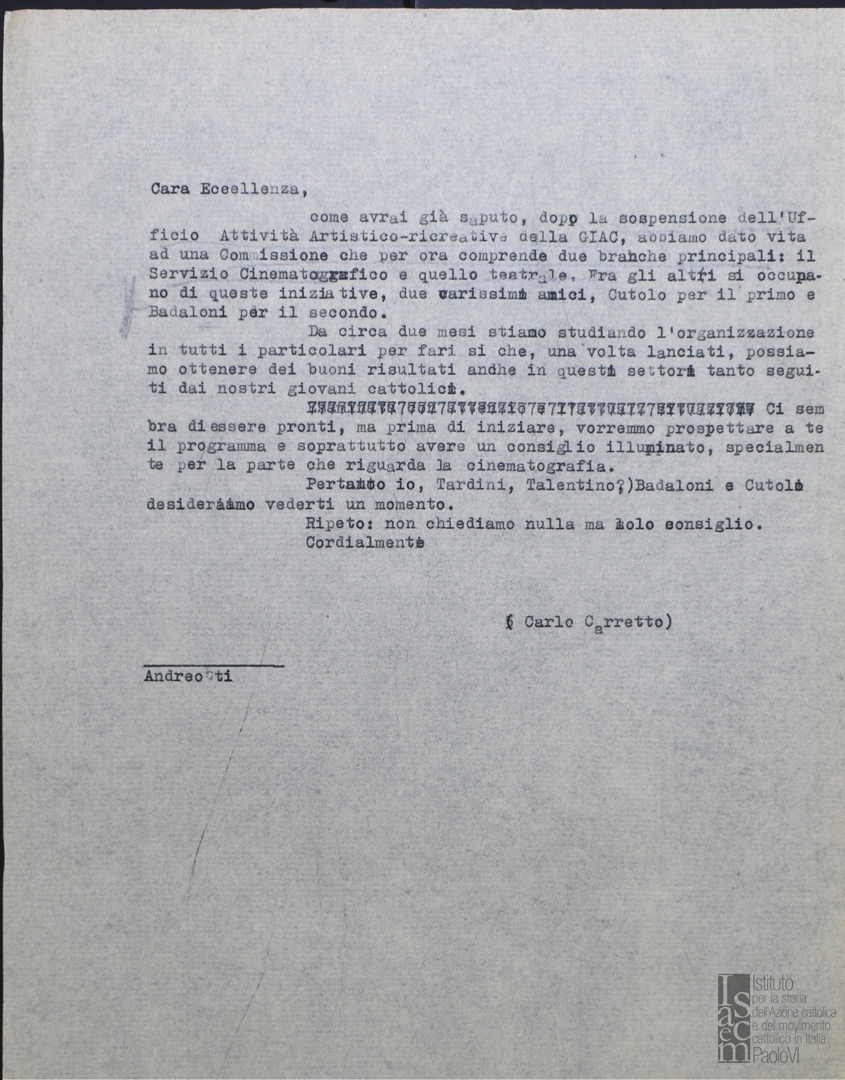 Cara Eccellenza,
come avrai già saputo, dopo la sospensione dell'Uf-
ficio Attività Artistico-ricreative della GIAC, abbiamo dato vita
ad una Commissione che per ora comprende due branche principali: il
Servizio Cinematografico e quello teatrale. Fra gli altri si occupa-
no di queste iniziative, due carissimi amici, Cutolo per il primo e
Badaloni per il secondo.
Da circa due mesi stiamo studiando l'organizzazione
in tutti i particolari per fari si che, una volta lanciati, possia-
mo ottenere dei buoni risultati andhe in questi settori tanto segui-
ti dai nostri giovani cattolici.
Ci sem
bra di essere pronti, ma prima di iniziare, vorremmo prospettare a te
il programma e soprattutto avere un consiglio illuminato, specialmen
te per la parte che riguarda la cinematografia.
Pertanto io, Tardini, Talentino?)Badaloni e Cutolo
desideriamo vederti un momento.
Ripeto: non chiediamo nulla ma solo consiglio.
Cordialmente
( Carlo Carretto)
Andreotti
Isacem
Istituto
per la storia
dell'Azione cattolica
e del movimento
cattolico in Italia
PaoloVI